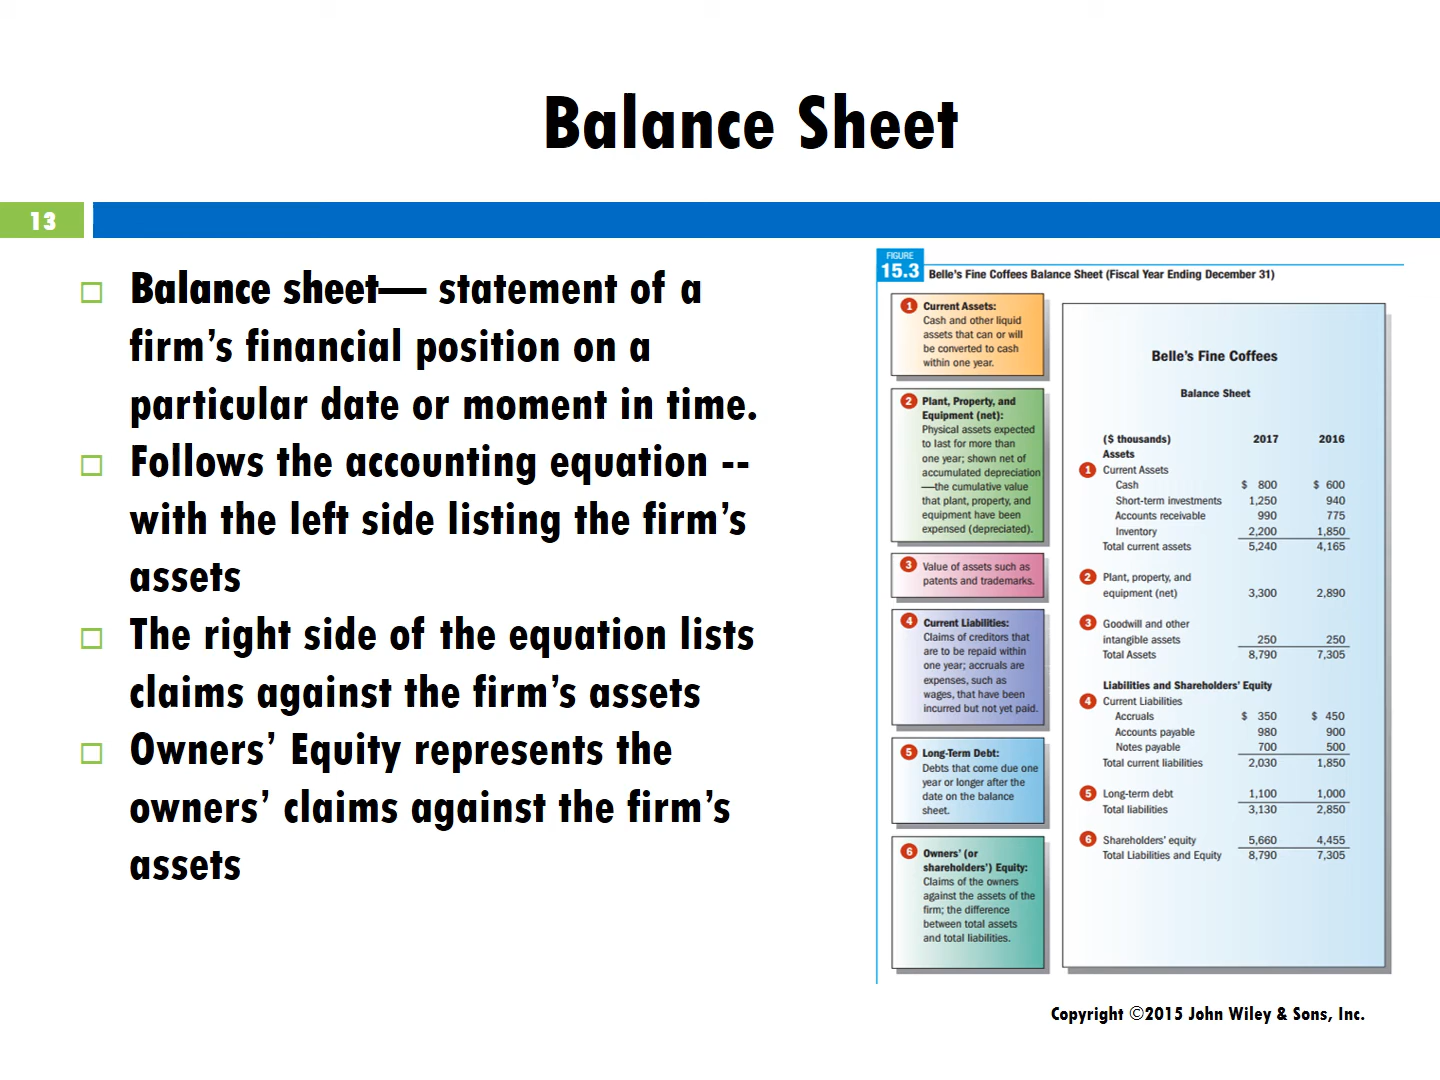 Balance Sheet
13
Balance sheet— statement of a
firm’s financial position on a
particular date or moment in time.
Follows the accounting equation --
with the left side listing the firm’s
assets
The right side of the equation lists
claims against the firm’s assets
Owners’ Equity represents the
owners’ claims against the firm’s
assets
FIGURE
15.3 Belle’s Fine Coffees Balance Sheet (Fiscal Year Ending December 31)
1 Current Assets:
Cash and other liquid
assets that can or will
be converted to cash
within one year.
2 Plant, Property, and
Equipment (net):
Physical assets expected
to last for more than
one year; shown net of
accumulated depreciation
—the cumulative value
that plant, property, and
equipment have been
expensed (depreciated).
3 Value of assets such as
patents and trademarks.
4 Current Liabilities:
Claims of creditors that
are to be repaid within
one year; accruals are
expenses, such as
wages, that have been
incurred but not yet paid.
5 Long-Term Debt:
Debts that come due one
year or longer after the
date on the balance
sheet.
6 Owners’ (or
shareholders’) Equity:
Claims of the owners
against the assets of the
firm; the difference
between total assets
and total liabilities.
Belle’s Fine Coffees
Balance Sheet
($ thousands) 2017 2016
Assets
1 Current Assets
Cash $ 800 $ 600
Short-term investments 1,250 940
Accounts receivable 990 775
Inventory 2,200 1,850
Total current assets 5,240 4,165
2 Plant, property, and
equipment (net) 3,300 2,890
3 Goodwill and other
intangible assets 250 250
Total Assets 8,790 7,305
Liabilities and Shareholders’ Equity
4 Current Liabilities
Accruals $ 350 $ 450
Accounts payable 980 900
Notes payable 700 500
Total current liabilities 2,030 1,850
5 Long-term debt 1,100 1,000
Total liabilities 3,130 2,850
6 Shareholders’ equity 5,660 4,455
Total Liabilities and Equity 8,790 7,305
Copyright ©2015 John Wiley & Sons, Inc.